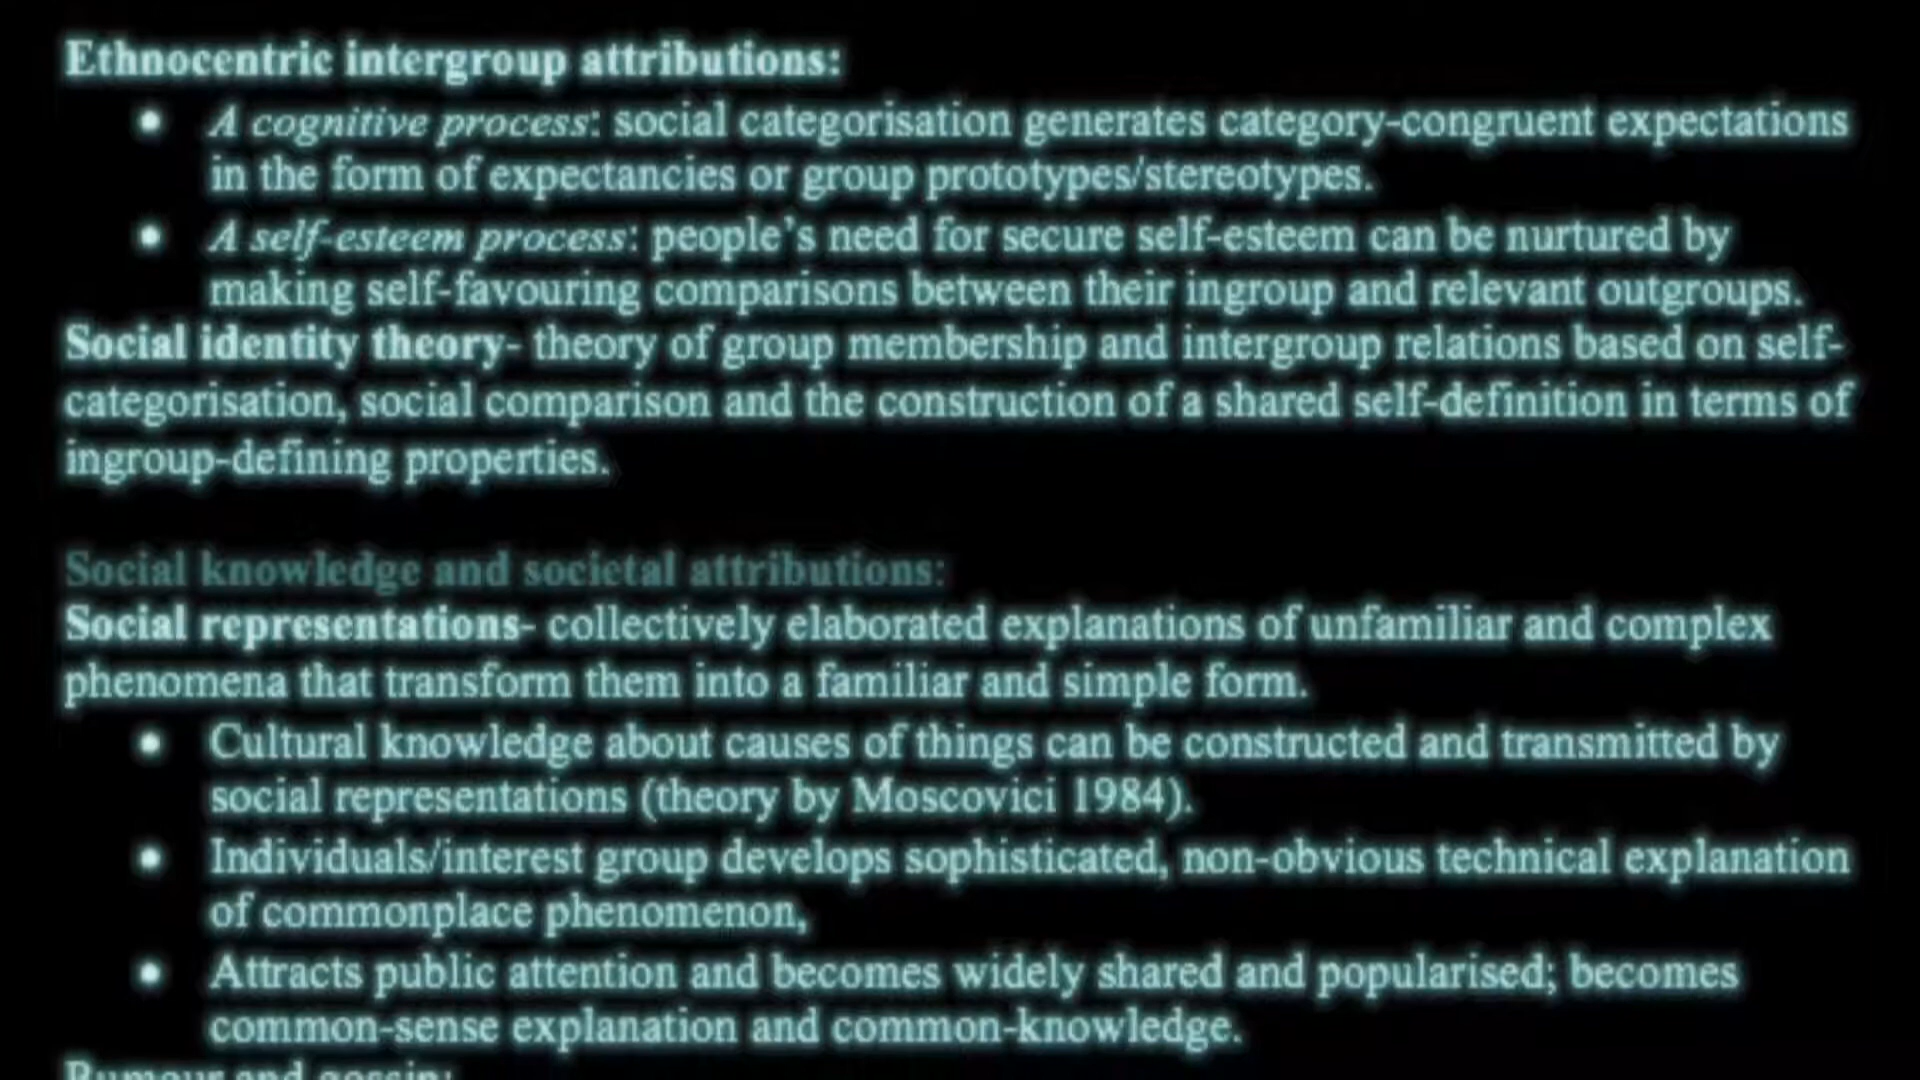 Ethnocentric intergroup attributions:
• A cognitive process: social categorisation generates category-congruent expectations
in the form of expectancies or group prototypes/stereotypes.
• A self-esteem process: people's need for secure self-esteem can be nurtured by
making self-favouring comparisons between their ingroup and relevant outgroups.
Social identity theory- theory of group membership and intergroup relations based on self-
categorisation, social comparison and the construction of a shared self-definition in terms of
ingroup-defining properties.
Social knowledge and societal attributions:
Social representations- collectively elaborated explanations of unfamiliar and complex
phenomena that transform them into a familiar and simple form.
• Cultural knowledge about causes of things can be constructed and transmitted by
social representations (theory by Moscovici 1984).
• Individuals/interest group develops sophisticated, non-obvious technical explanation
of commonplace phenomenon,
• Attracts public attention and becomes widely shared and popularised; becomes
common-sense explanation and common-knowledge.
Rumour and gossip: